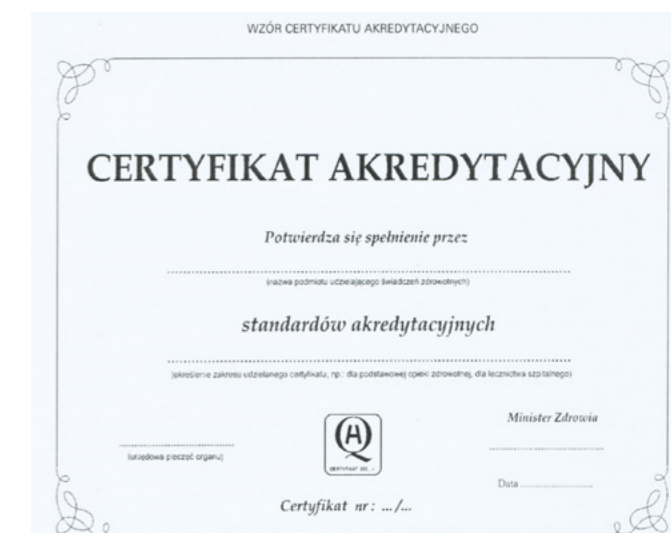 WZÓR CERTYFIKATU AKREDYTACYJNEGO
CERTYFIKAT AKREDYTACYJNY
Potwierdza się spełnienie przez
(nazwa podmiotu udzielającego świadczeń zdrowotnych)
standardów akredytacyjnych
(określenie zakresu udzielanego certyfikatu, np.: dla podstawowej opieki zdrowotnej, dla lecznictwa szpitalnego)
Minister Zdrowia
(urzędowa pieczęć organu)
Data
Certyfikat nr : .../...